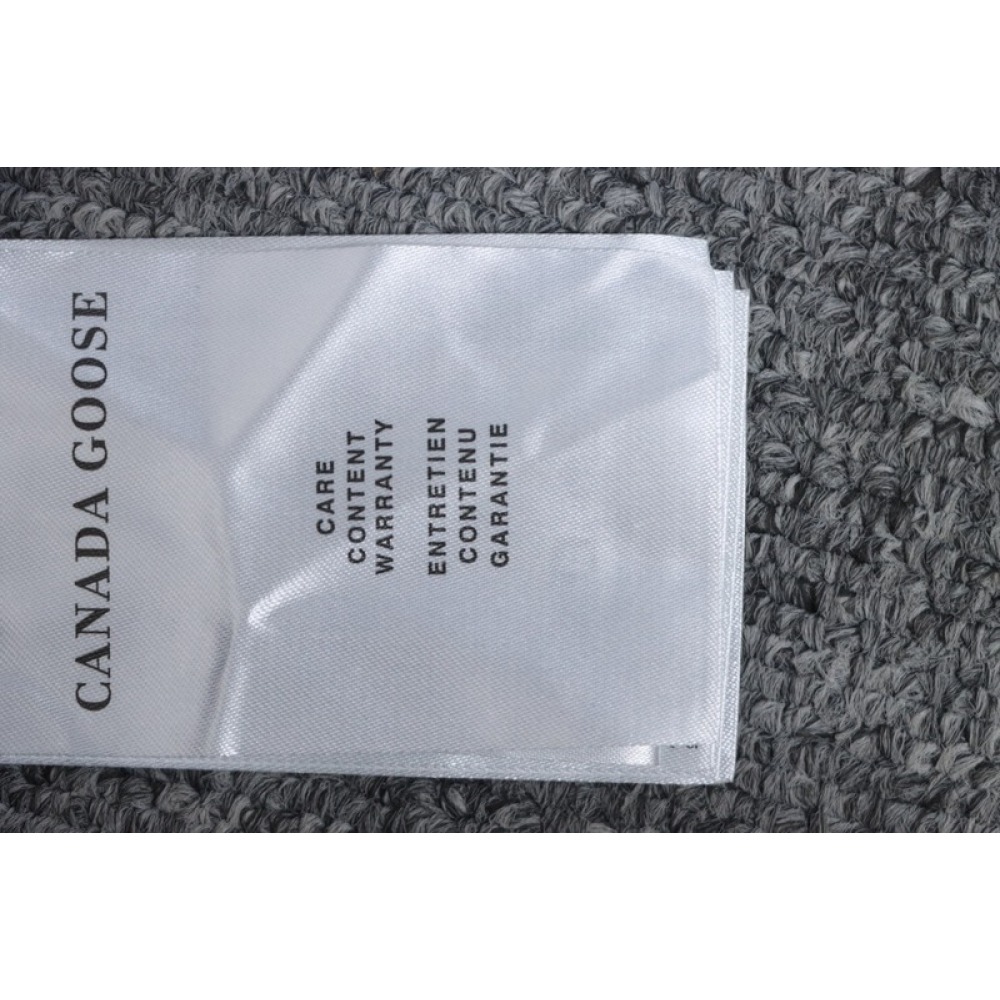 CANADA GOOSE
CARE
CONTENT
WARRANTY
ENTRETIEN
CONTENU
GARANTIE